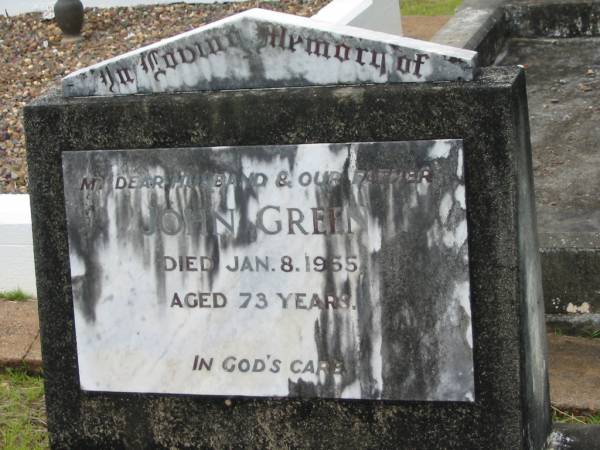 In Loving Memory of
MY DEAR HUSBAND & OUR FATHER
JOHN GREEN
DIED JAN. 8. 1955
AGED 73 YEARS.
IN GOD'S CARE